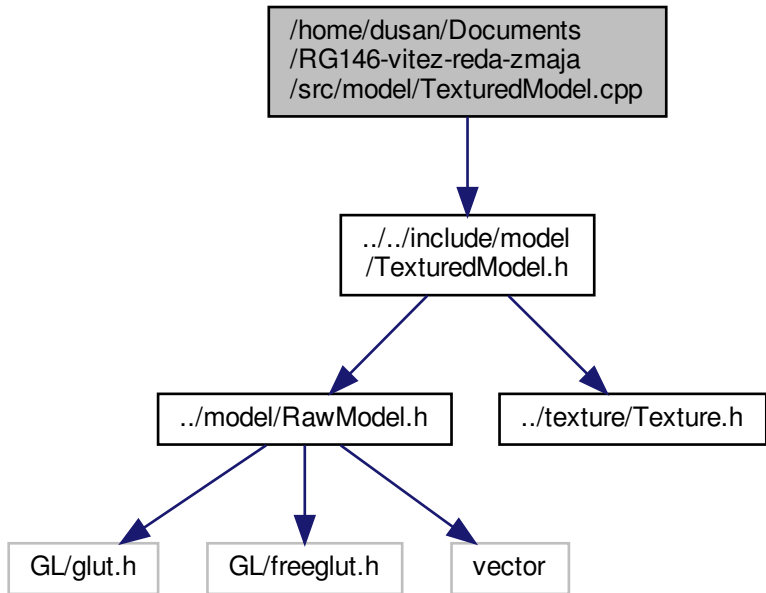 /home/dusan/Documents
/RG146-vitez-reda-zmaja
/src/model/TexturedModel.cpp
../../include/model
/TexturedModel.h
../model/RawModel.h
../texture/Texture.h
GL/glut.h
GL/freeglut.h
vector